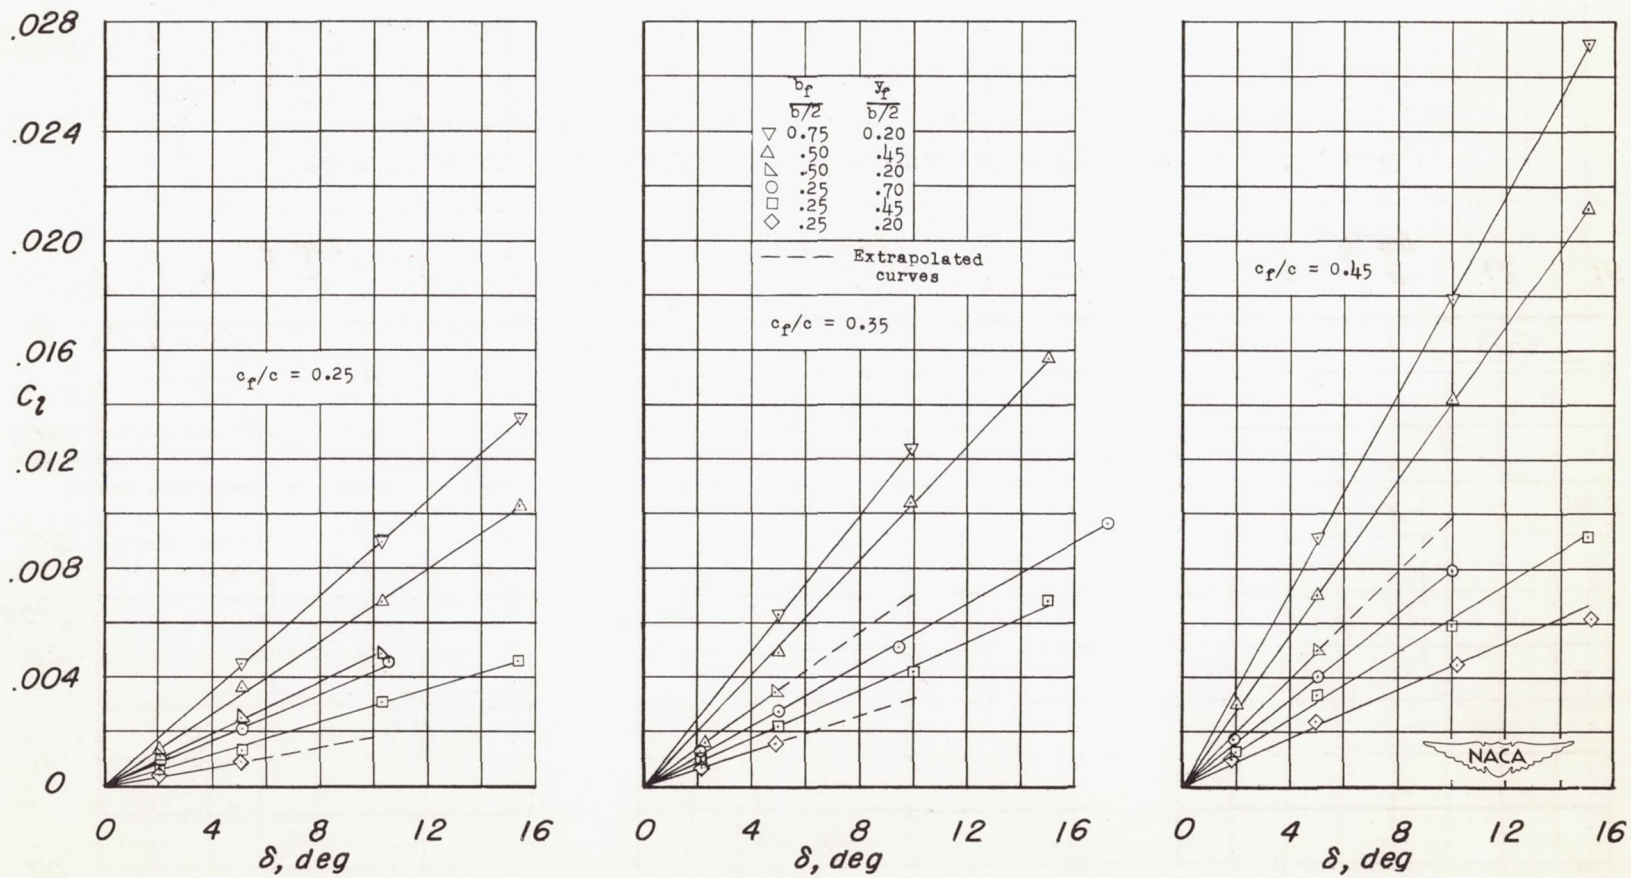 .028
.024
.020
.016
C_l
.012
.008
.004
0
0 4 8 12 16
δ, deg
c_f/c = 0.25
b_f/b/2 y_f/b/2
▽ 0.75 0.20
△ .50 .45
◺ .50 .20
○ .25 .70
□ .25 .45
◇ .25 .20
— — — Extrapolated
curves
c_f/c = 0.35
0 4 8 12 16
δ, deg
c_f/c = 0.45
NACA
0 4 8 12 16
δ, deg